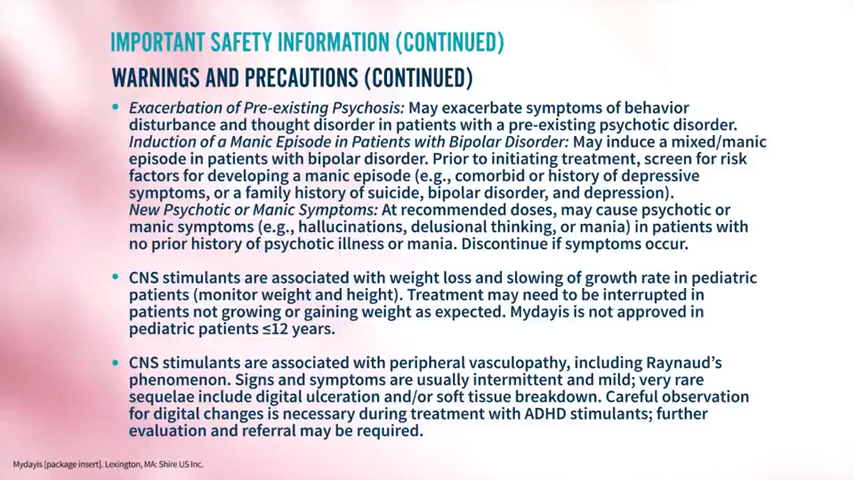 IMPORTANT SAFETY INFORMATION (CONTINUED)
WARNINGS AND PRECAUTIONS (CONTINUED)
• Exacerbation of Pre-existing Psychosis: May exacerbate symptoms of behavior
disturbance and thought disorder in patients with a pre-existing psychotic disorder.
Induction of a Manic Episode in Patients with Bipolar Disorder: May induce a mixed/manic
episode in patients with bipolar disorder. Prior to initiating treatment, screen for risk
factors for developing a manic episode (e.g., comorbid or history of depressive
symptoms, or a family history of suicide, bipolar disorder, and depression).
New Psychotic or Manic Symptoms: At recommended doses, may cause psychotic or
manic symptoms (e.g., hallucinations, delusional thinking, or mania) in patients with
no prior history of psychotic illness or mania. Discontinue if symptoms occur.
• CNS stimulants are associated with weight loss and slowing of growth rate in pediatric
patients (monitor weight and height). Treatment may need to be interrupted in
patients not growing or gaining weight as expected. Mydayis is not approved in
pediatric patients ≤12 years.
• CNS stimulants are associated with peripheral vasculopathy, including Raynaud's
phenomenon. Signs and symptoms are usually intermittent and mild; very rare
sequelae include digital ulceration and/or soft tissue breakdown. Careful observation
for digital changes is necessary during treatment with ADHD stimulants; further
evaluation and referral may be required.
Mydayis [package insert]. Lexington, MA: Shire US Inc.